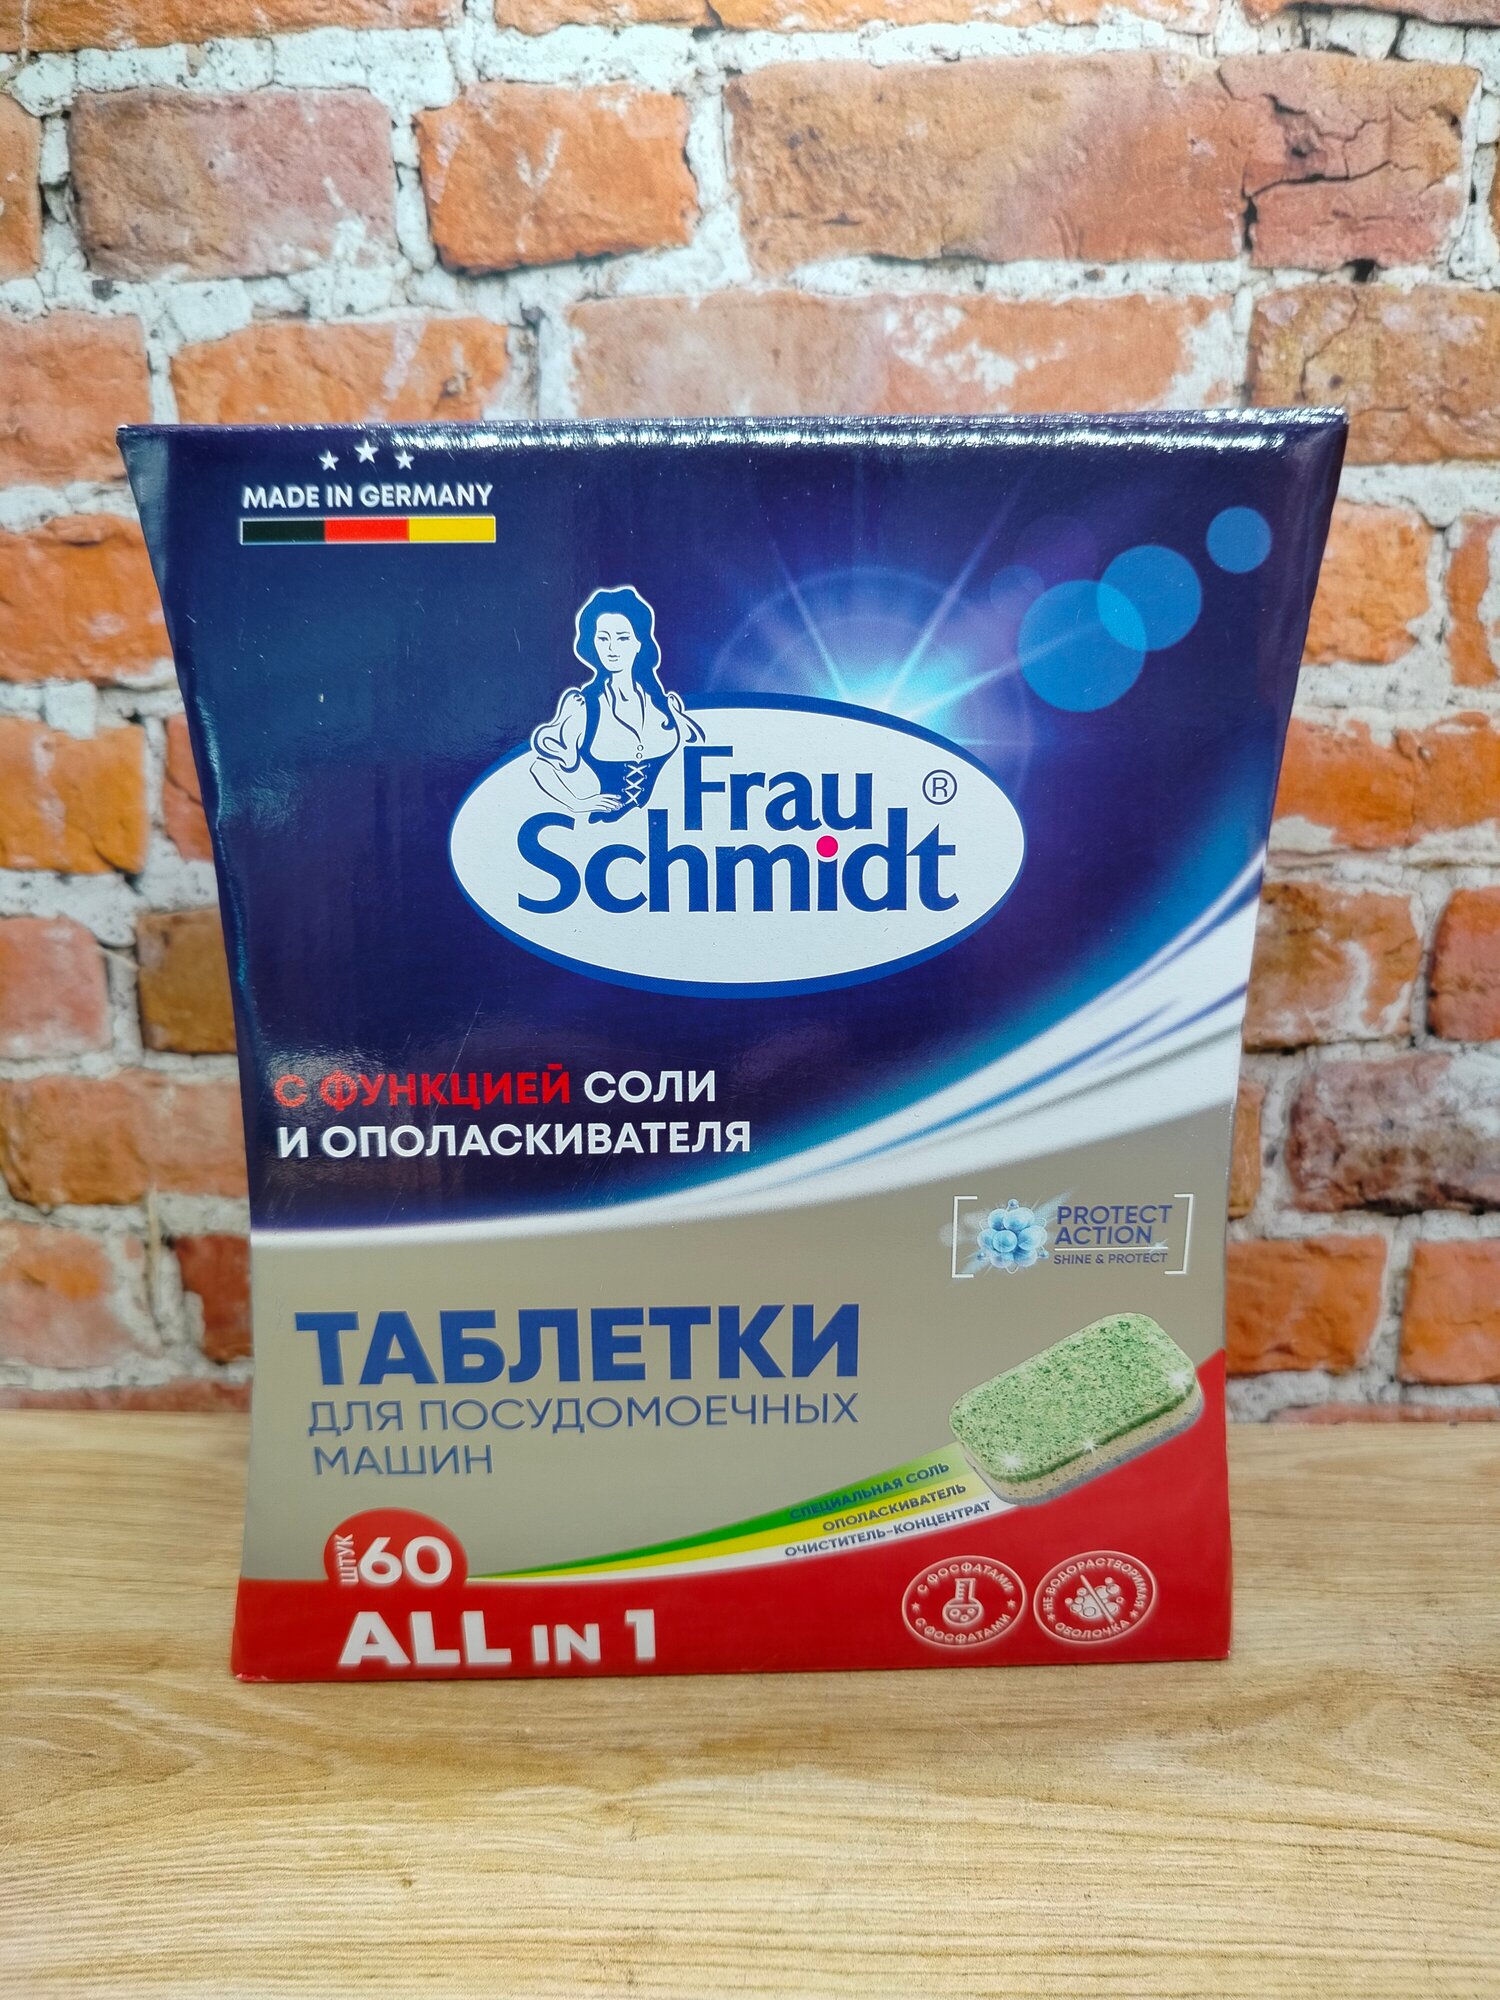 MADE IN GERMANY
Frau
Schmidt ®
С ФУНКЦИЕЙ СОЛИ
И ОПОЛАСКИВАТЕЛЯ
PROTECT
ACTION
SHINE & PROTECT
ТАБЛЕТКИ
ДЛЯ ПОСУДОМОЕЧНЫХ
МАШИН
СПЕЦИАЛЬНАЯ СОЛЬ
ОПОЛАСКИВАТЕЛЬ
ОЧИСТИТЕЛЬ-КОНЦЕНТРАТ
ШТУК 60
ALL IN 1
С ФОСФАТАМИ
С ФОСФАТАМИ
НЕ ВОДОРАСТВОРИМАЯ
ОБОЛОЧКА